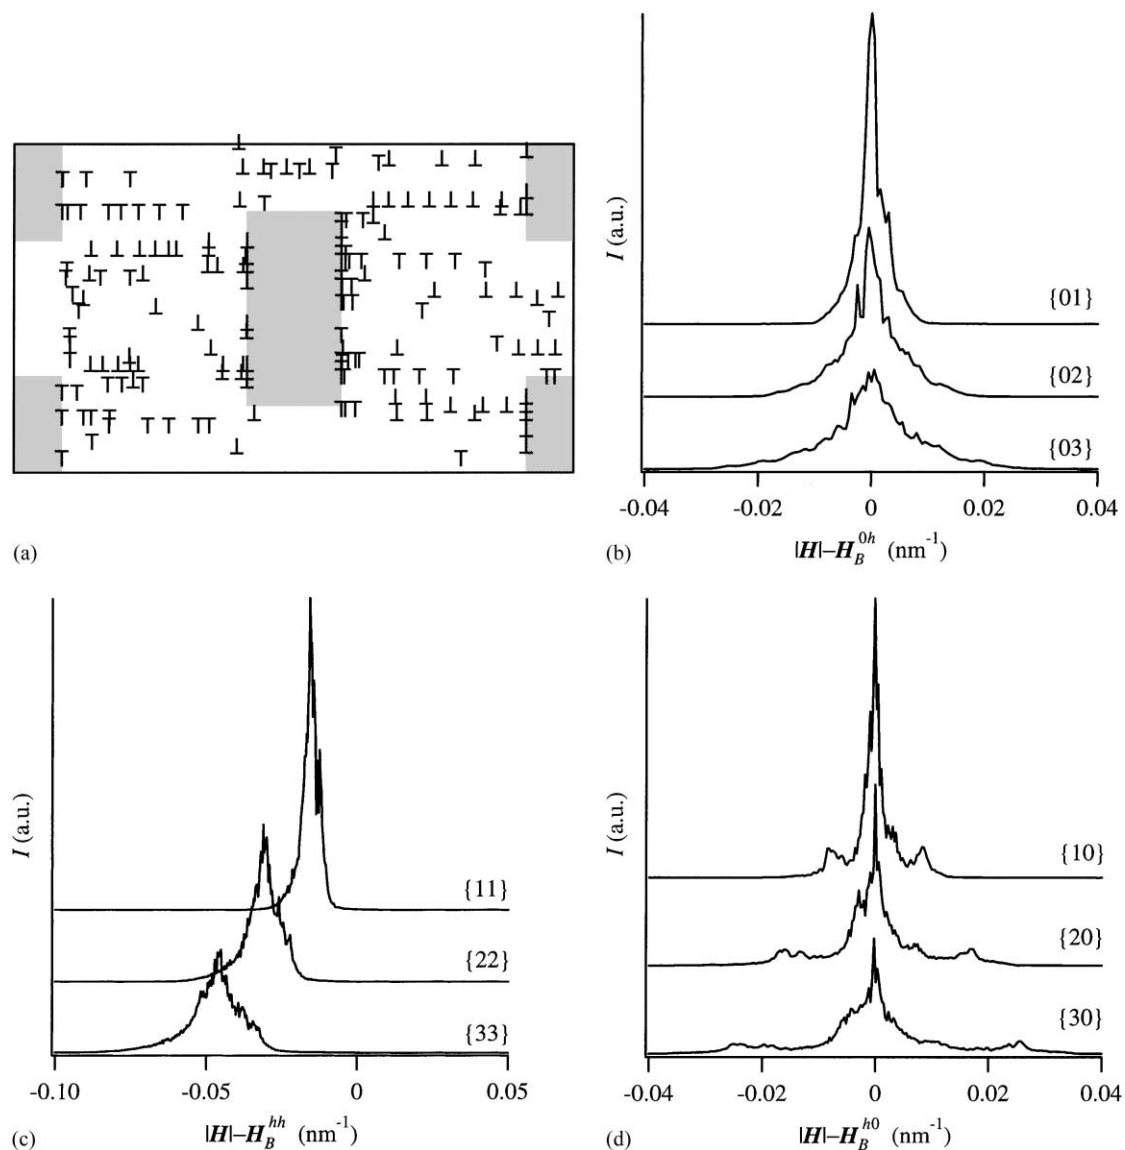 I (a.u.)
{01}
{02}
{03}
-0.04 -0.02 0 0.02 0.04
(a)
(b) |H|–H_B^{0h} (nm^{-1})
I (a.u.)
{11}
{22}
{33}
-0.10 -0.05 0 0.05
(c) |H|–H_B^{hh} (nm^{-1})
I (a.u.)
{10}
{20}
{30}
-0.04 -0.02 0 0.02 0.04
(d) |H|–H_B^{h0} (nm^{-1})